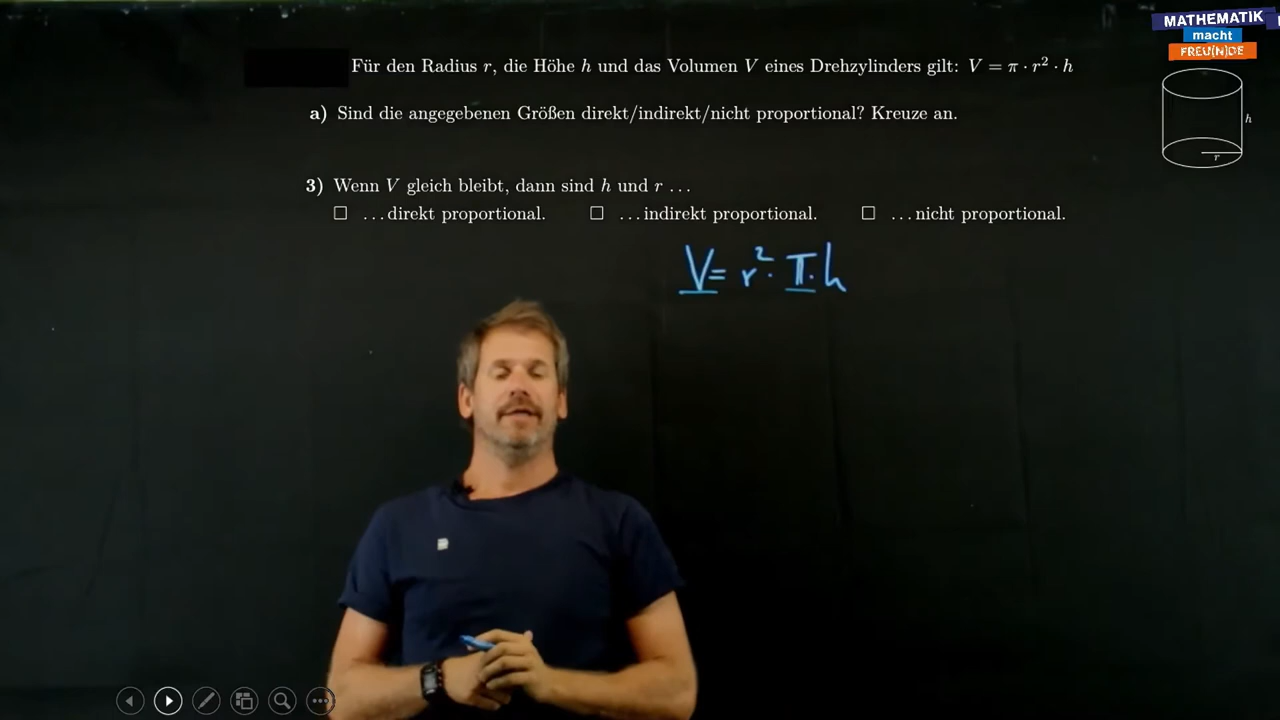 MATHEMATIK
macht
FREU(N)DE
Für den Radius r, die Höhe h und das Volumen V eines Drehzylinders gilt: V = π · r² · h
a) Sind die angegebenen Größen direkt/indirekt/nicht proportional? Kreuze an.
h
r
3) Wenn V gleich bleibt, dann sind h und r ...
☐ ...direkt proportional. ☐ ...indirekt proportional. ☐ ...nicht proportional.
V = r² · π · h